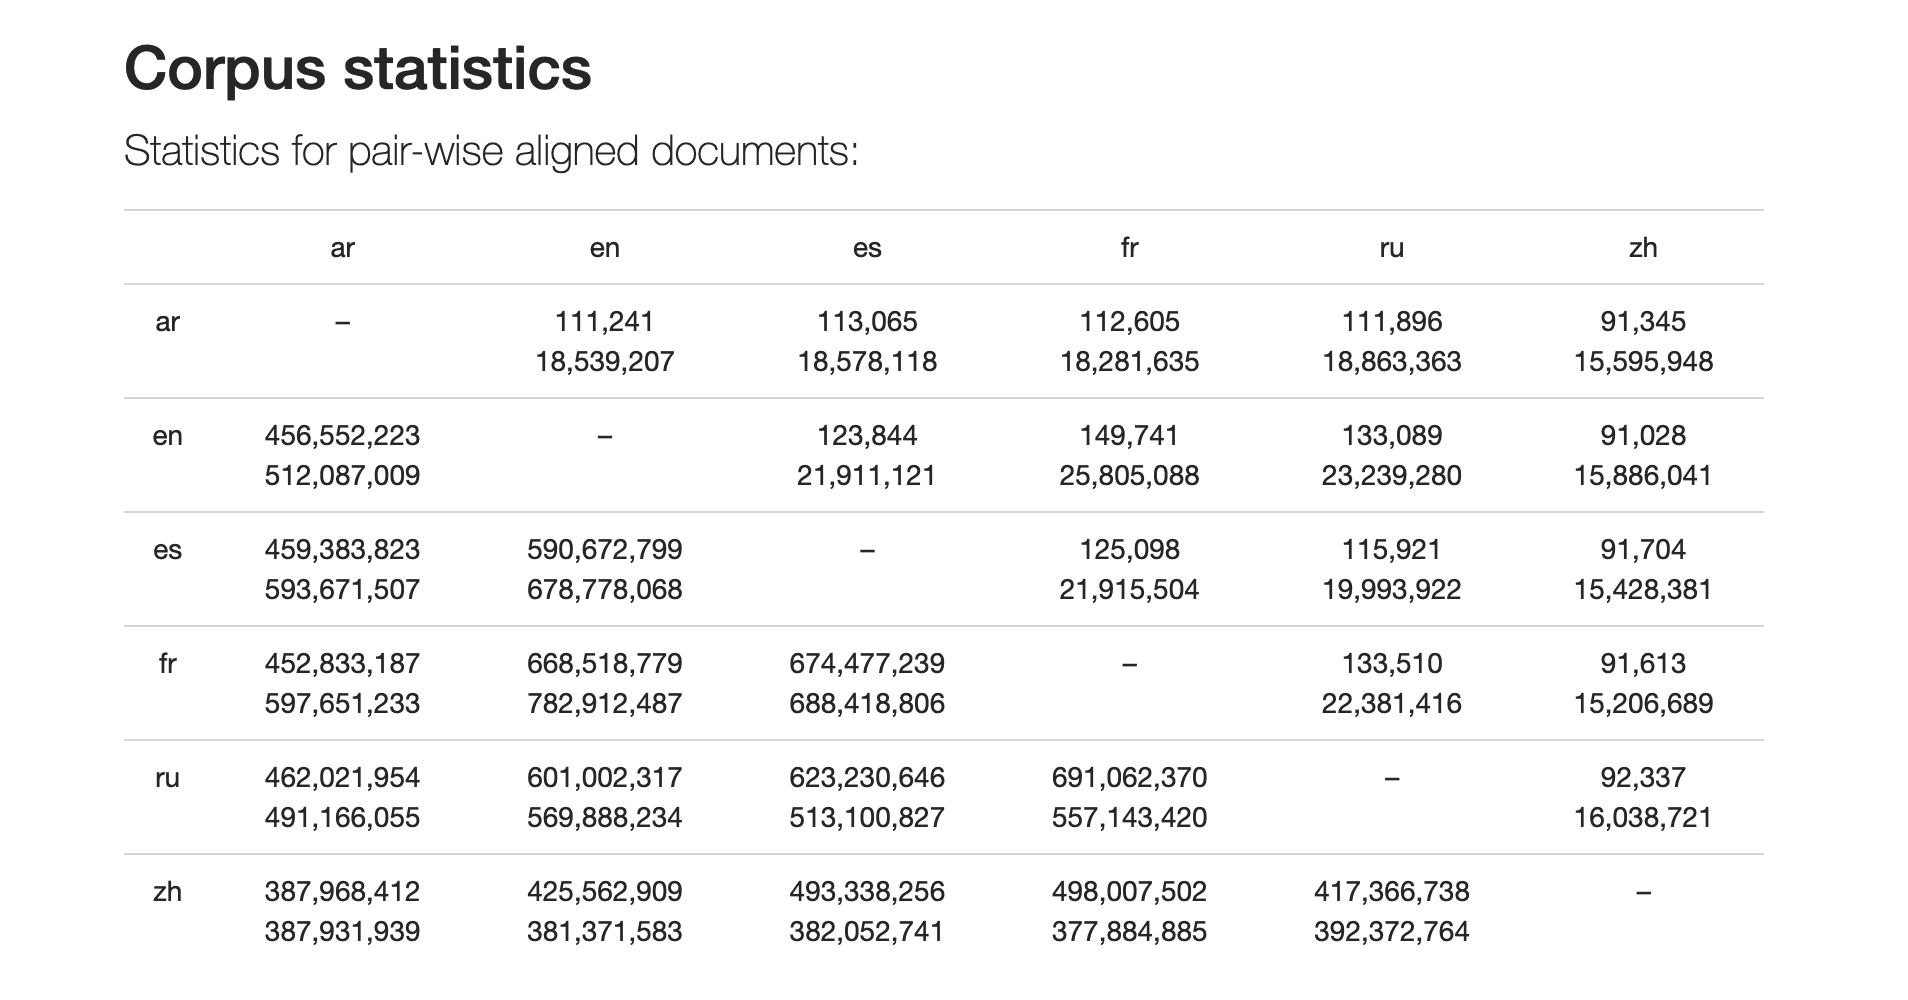 Corpus statistics
Statistics for pair-wise aligned documents:
ar en es fr ru zh
ar – 111,241 113,065 112,605 111,896 91,345
18,539,207 18,578,118 18,281,635 18,863,363 15,595,948
en 456,552,223 – 123,844 149,741 133,089 91,028
512,087,009 21,911,121 25,805,088 23,239,280 15,886,041
es 459,383,823 590,672,799 – 125,098 115,921 91,704
593,671,507 678,778,068 21,915,504 19,993,922 15,428,381
fr 452,833,187 668,518,779 674,477,239 – 133,510 91,613
597,651,233 782,912,487 688,418,806 22,381,416 15,206,689
ru 462,021,954 601,002,317 623,230,646 691,062,370 – 92,337
491,166,055 569,888,234 513,100,827 557,143,420 16,038,721
zh 387,968,412 425,562,909 493,338,256 498,007,502 417,366,738 –
387,931,939 381,371,583 382,052,741 377,884,885 392,372,764